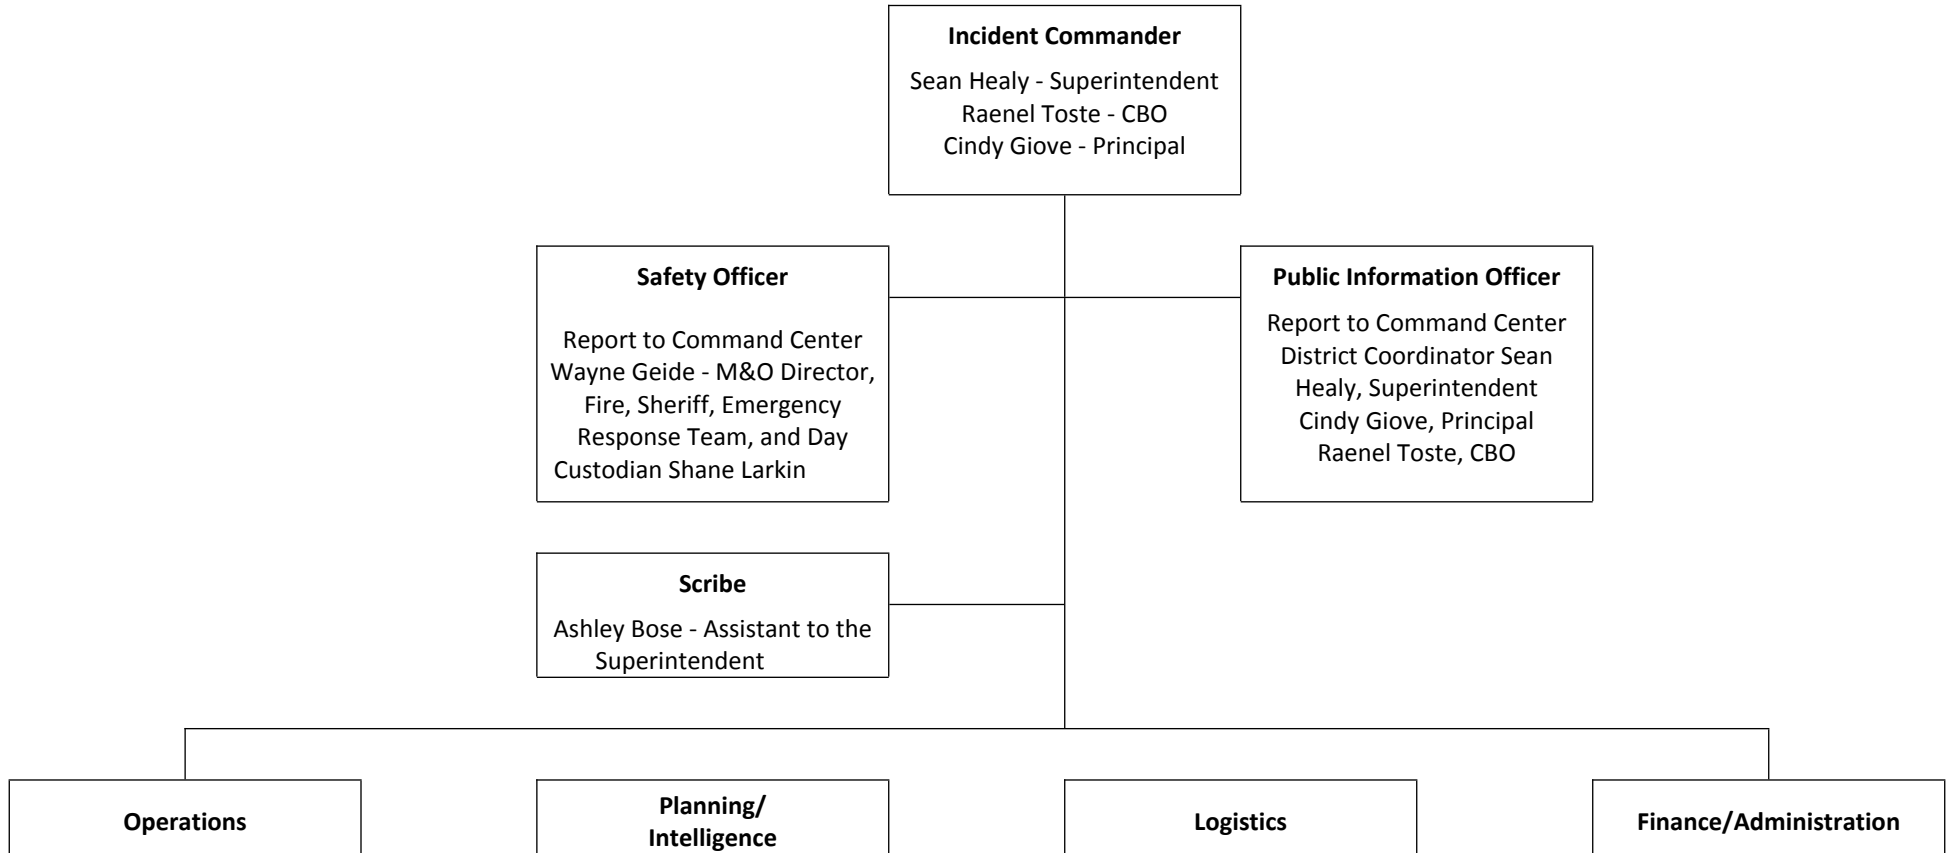 Incident Commander
Sean Healy - Superintendent
Raenel Toste - CBO
Cindy Giove - Principal
Safety Officer
Report to Command Center
Wayne Geide - M&O Director,
Fire, Sheriff, Emergency
Response Team, and Day
Custodian Shane Larkin
Public Information Officer
Report to Command Center
District Coordinator Sean
Healy, Superintendent
Cindy Giove, Principal
Raenel Toste, CBO
Scribe
Ashley Bose - Assistant to the
Superintendent
Operations
Planning/
Intelligence
Logistics
Finance/Administration